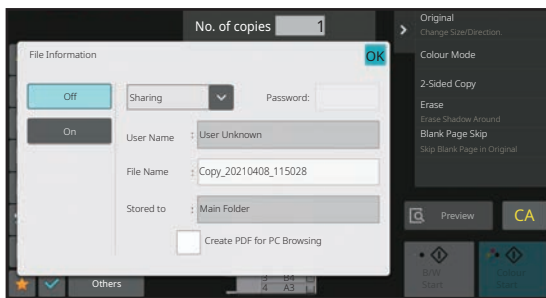 No. of copies 1
Original
Change Size/Direction.
File Information
OK
Colour Mode
Off
Sharing
Password:
2-Sided Copy
Erase
Erase Shadow Around
On
User Name : User Unknown
Blank Page Skip
Skip Blank Page in Original
File Name : Copy_20210408_115028
Stored to : Main Folder
Preview
CA
Create PDF for PC Browsing
B/W
Start
Colour
Start
Others
3 B4
4 A3